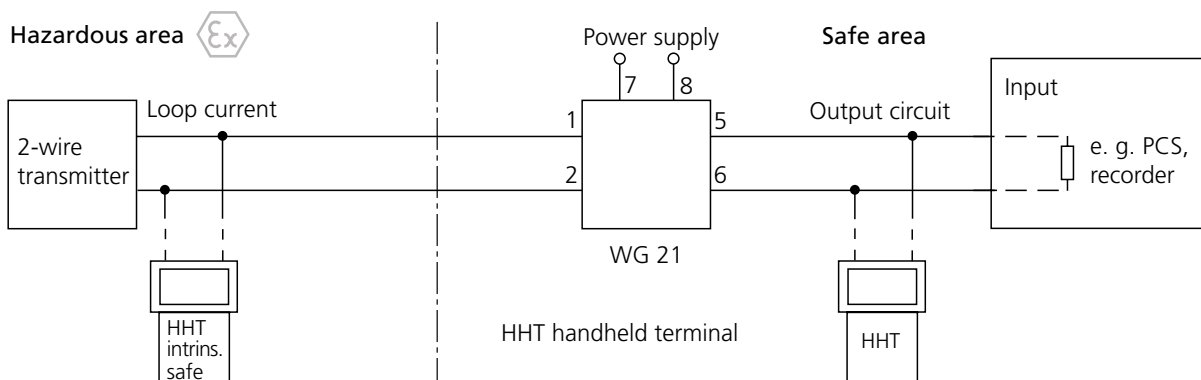 Hazardous area
Ex
Power supply
Safe area
7
8
Input
Loop current
1
5
Output circuit
2-wire
transmitter
e. g. PCS,
recorder
2
6
WG 21
HHT
intrins.
safe
HHT handheld terminal
HHT